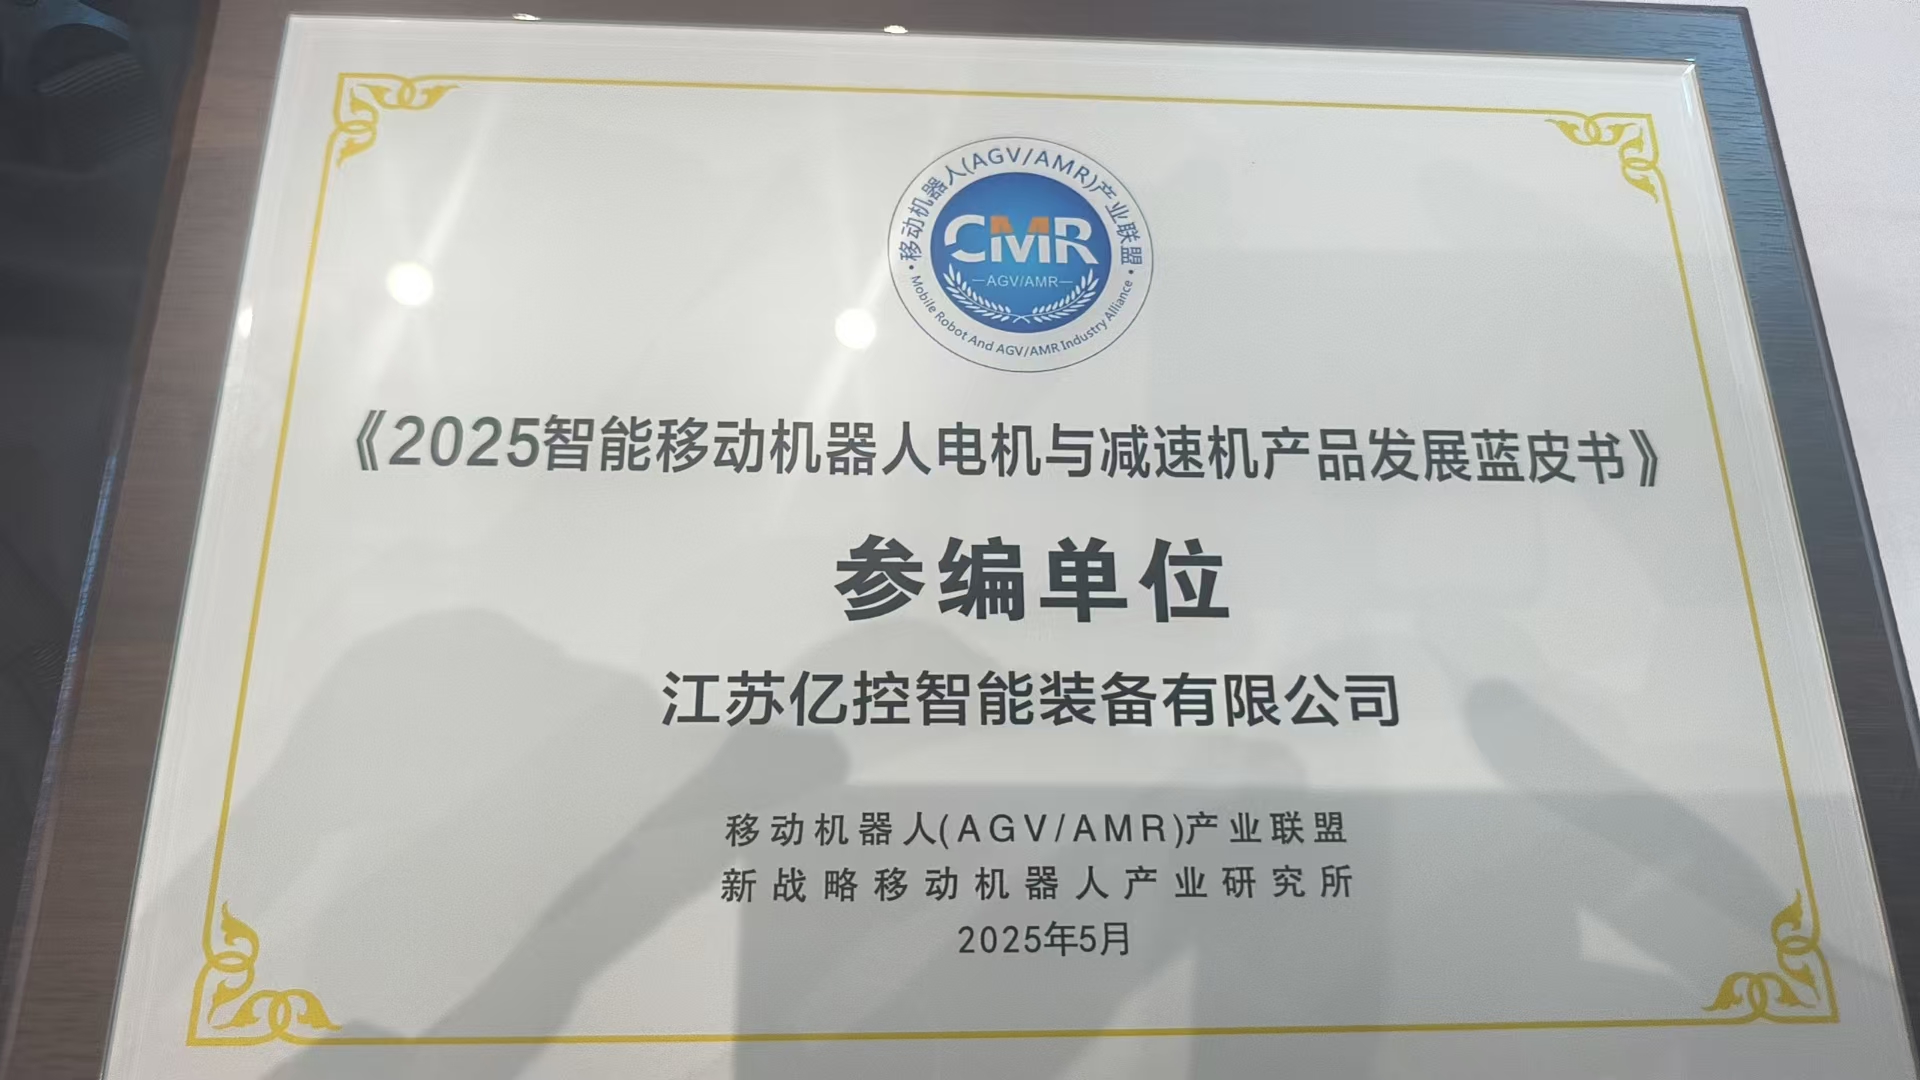 移动机器人(AGV/AMR)产业联盟
CMR
AGV/AMR
Mobile Robot And AGV/AMR Industry Alliance
《2025智能移动机器人电机与减速机产品发展蓝皮书》
参编单位
江苏亿控智能装备有限公司
移动机器人(AGV/AMR)产业联盟
新战略移动机器人产业研究所
2025年5月